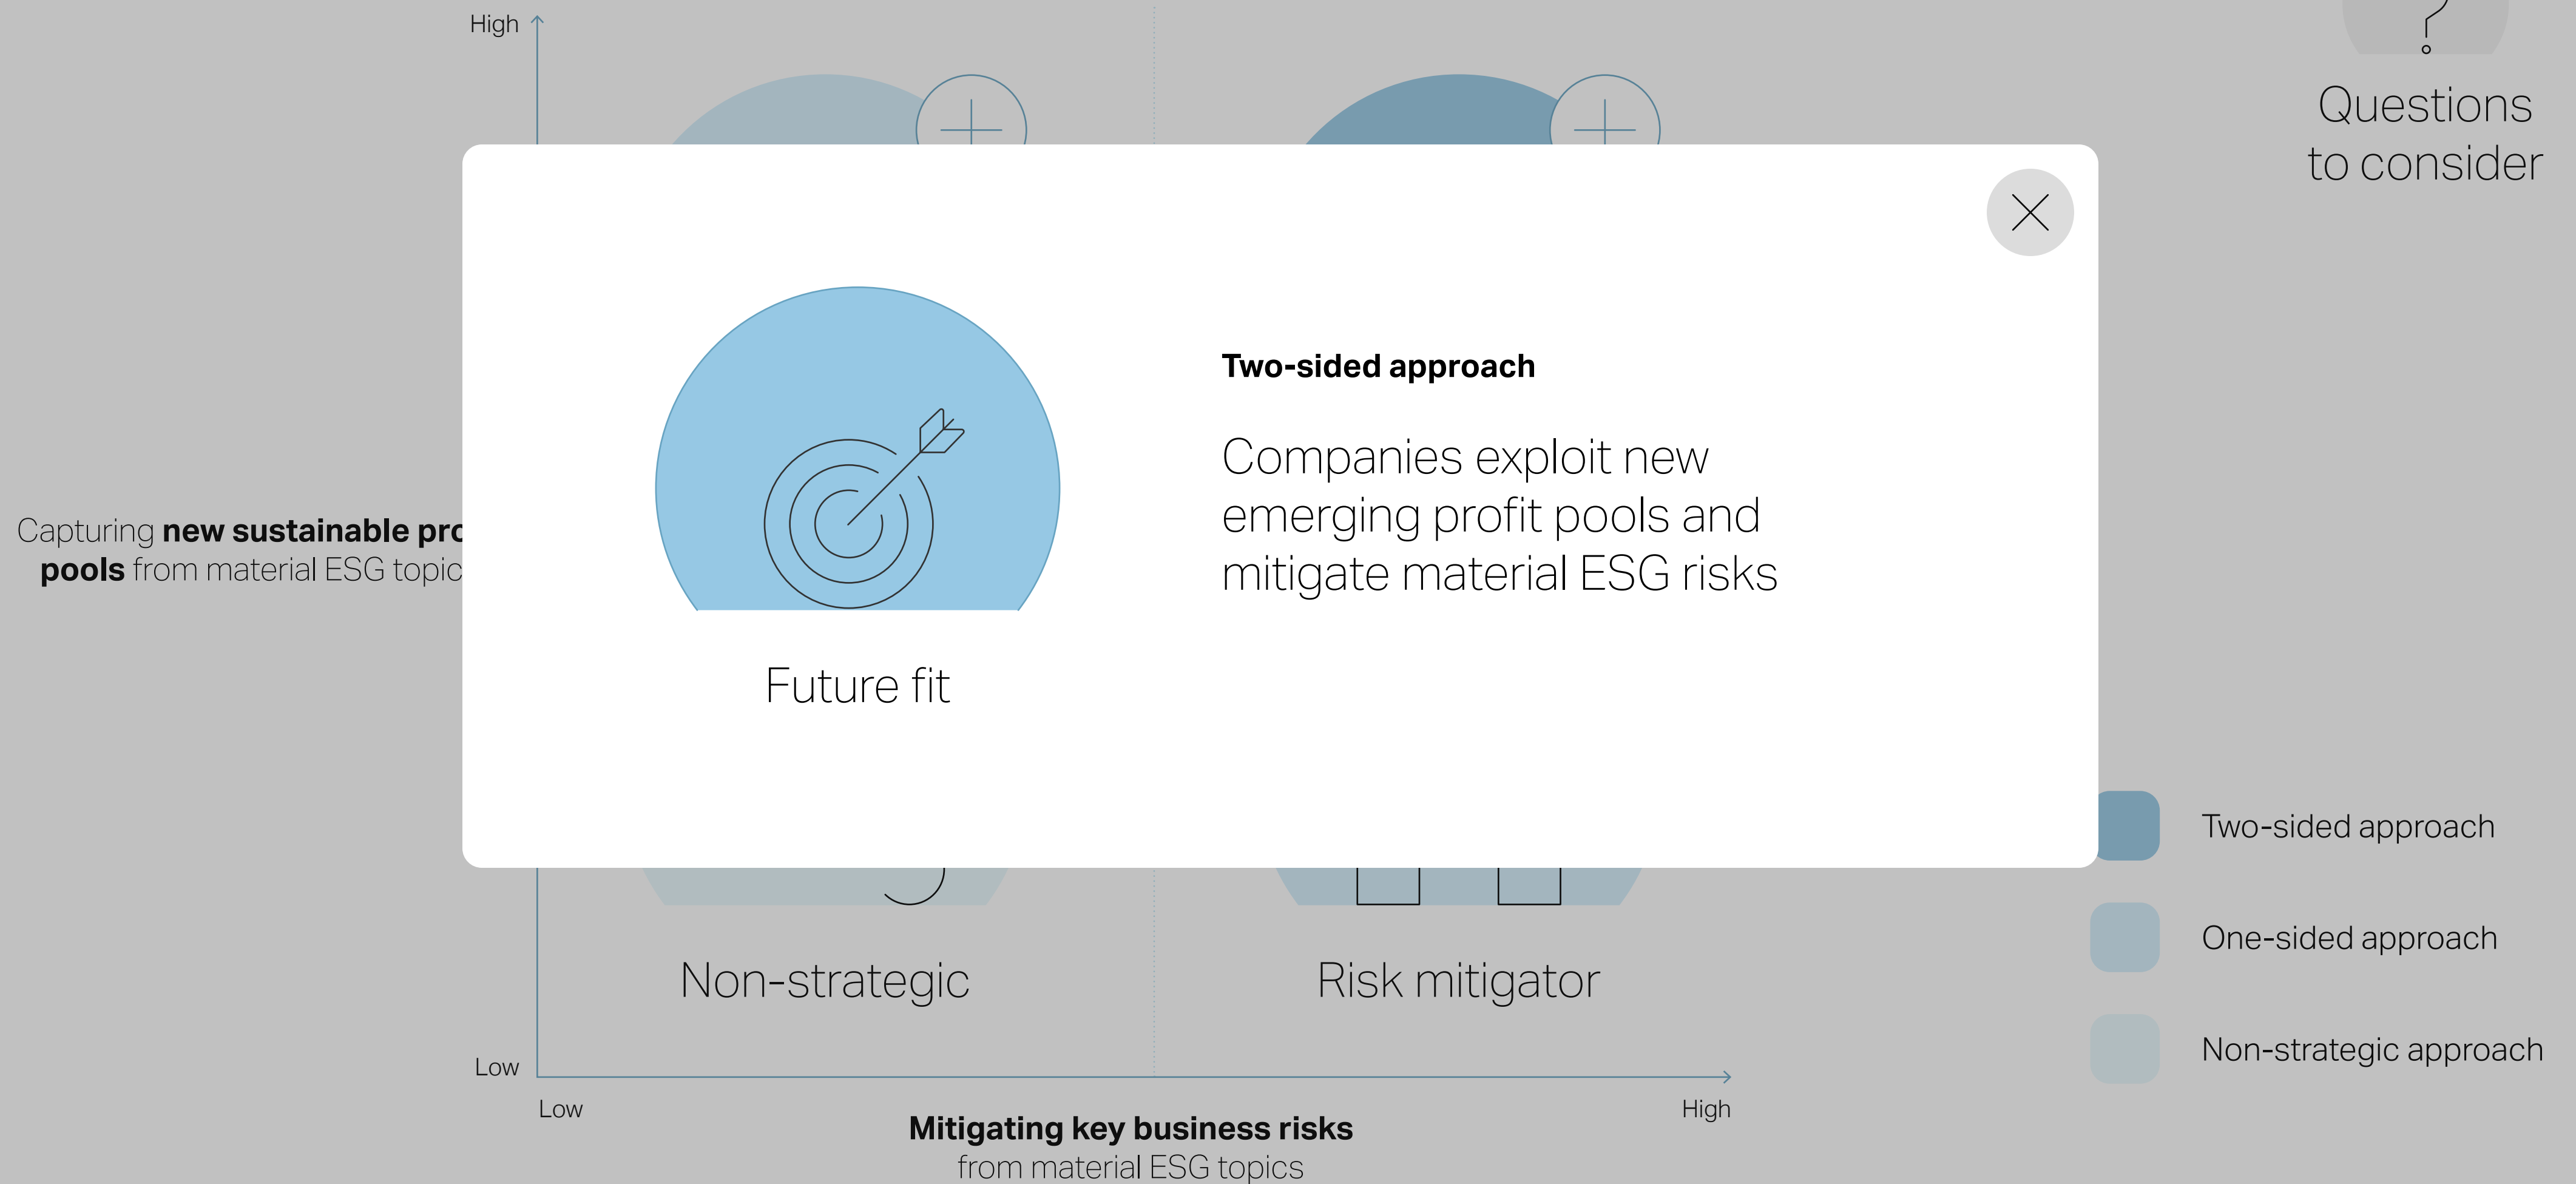 High
Questions
to consider
Two-sided approach
Companies exploit new
emerging profit pools and
mitigate material ESG risks
Capturing new sustainable
pools from material ESG
Future fit
Two-sided approach
One-sided approach
Non-strategic approach
Non-strategic
Risk mitigator
Low
Low
High
Mitigating key business risks
from material ESG topics